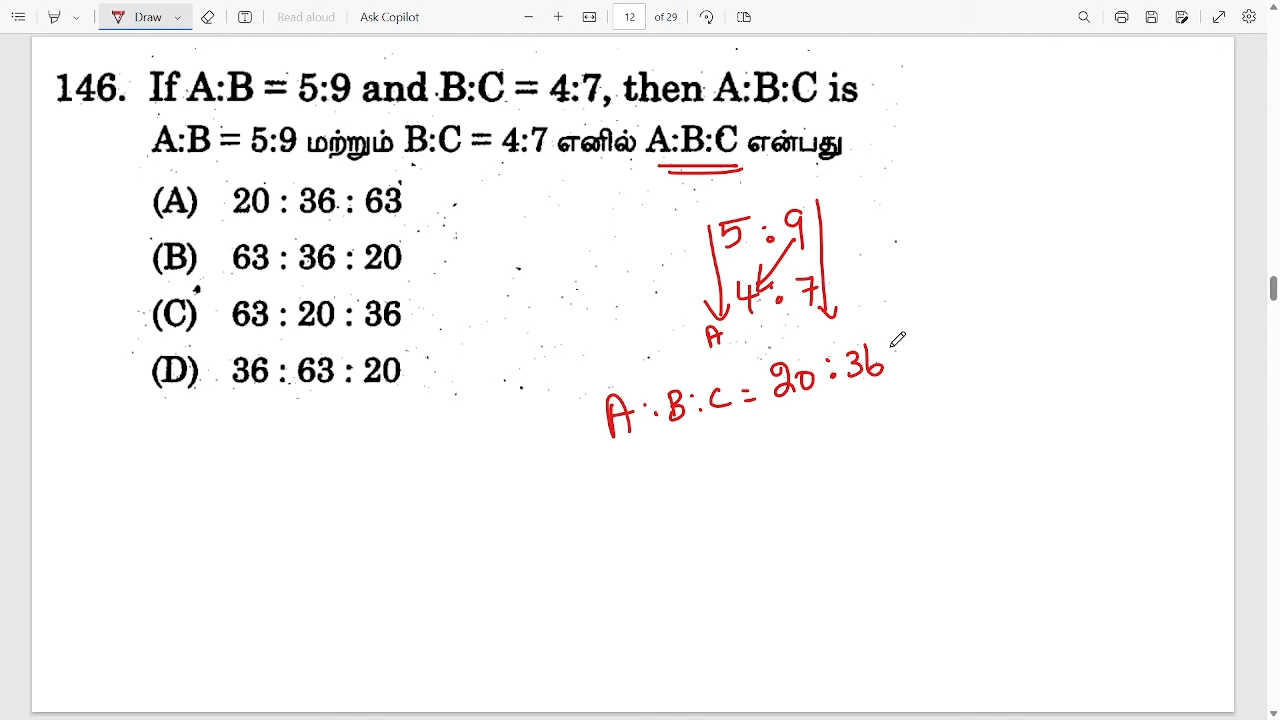 Draw
Read aloud
Ask Copilot
12
of 29
146. If A:B = 5:9 and B:C = 4:7, then A:B:C is
A:B = 5:9 மற்றும் B:C = 4:7 எனில் A:B:C என்பது
(A) 20 : 36 : 63
(B) 63 : 36 : 20
(C) 63 : 20 : 36
(D) 36 : 63 : 20
5 : 9
4 : 7
A
A : B : C = 20 : 36